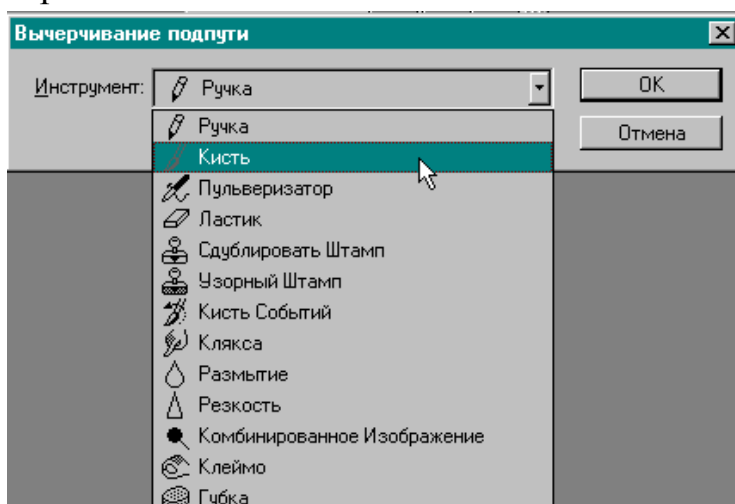 Вычерчивание подпути
Инструмент: Ручка
OK
Ручка
Отмена
Кисть
Пульверизатор
Ластик
Сдублировать Штамп
Узорный Штамп
Кисть Событий
Клякса
Размытие
Резкость
Комбинированное Изображение
Клеймо
Губка